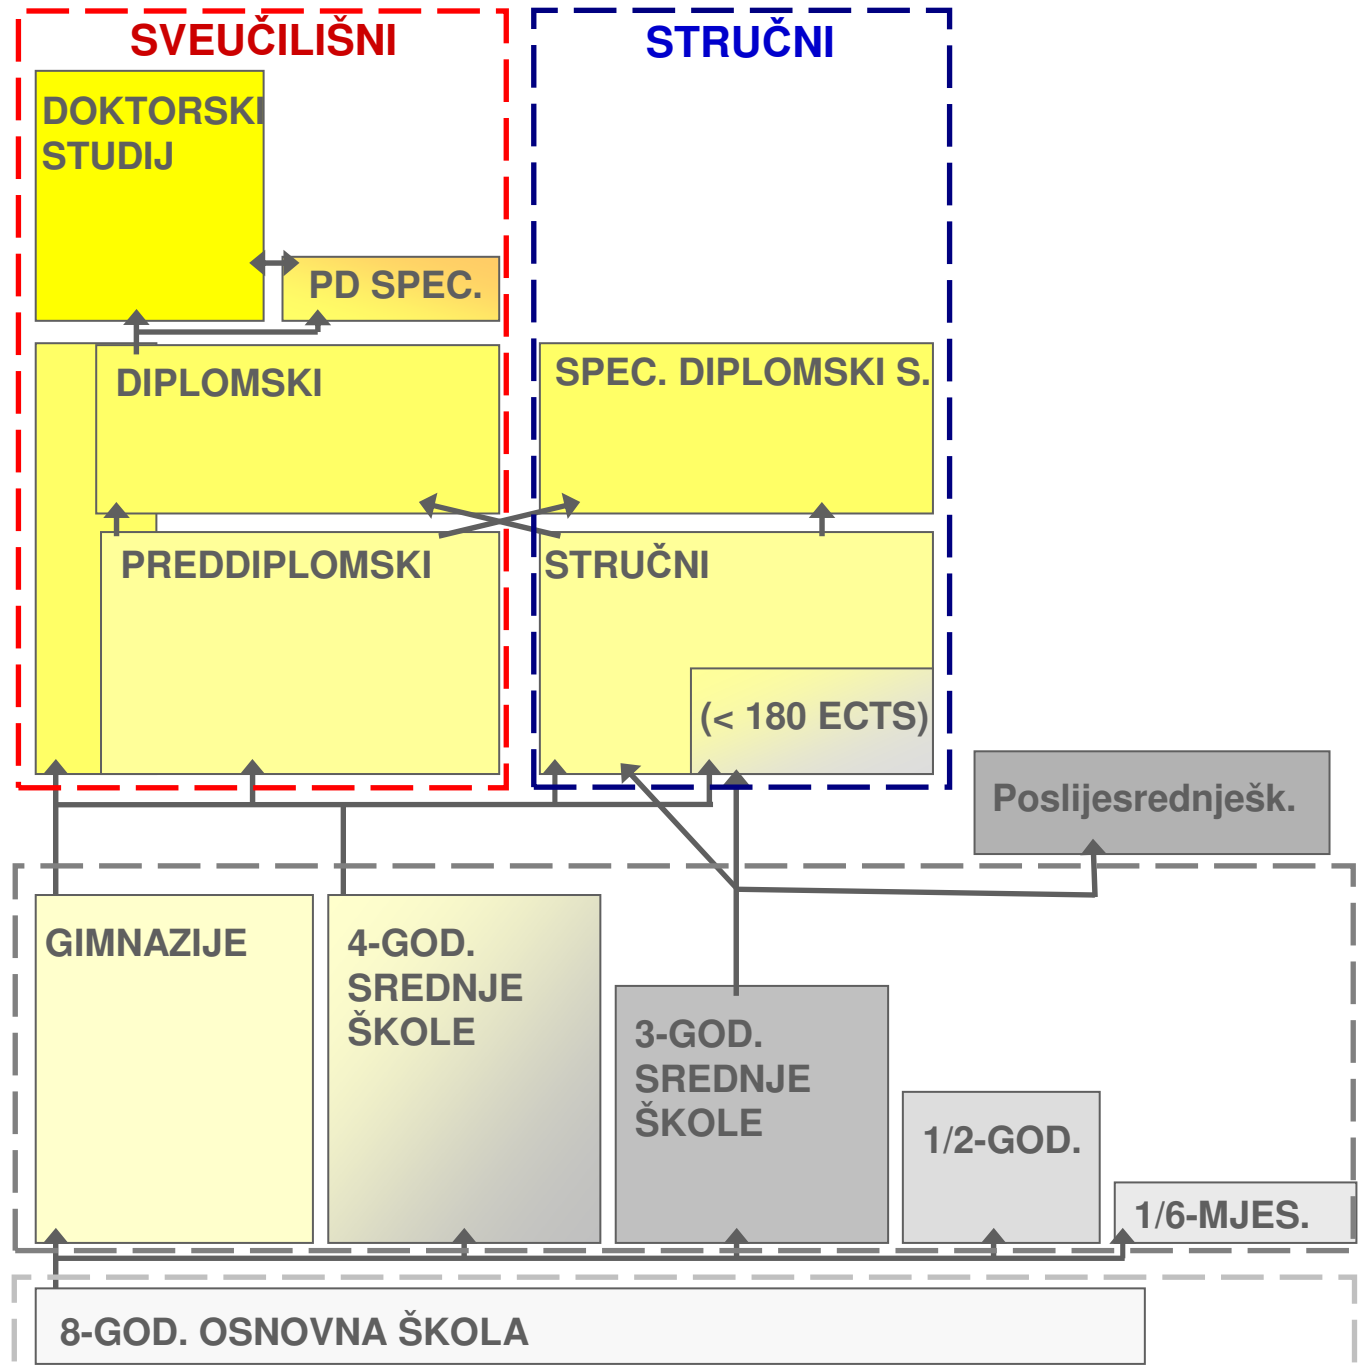 SVEUČILIŠNI
STRUČNI
DOKTORSKI
STUDIJ
PD SPEC.
DIPLOMSKI
SPEC. DIPLOMSKI S.
PREDDIPLOMSKI
STRUČNI
(< 180 ECTS)
Poslijesrednješk.
GIMNAZIJE
4-GOD.
SREDNJE
ŠKOLE
3-GOD.
SREDNJE
ŠKOLE
1/2-GOD.
1/6-MJES.
8-GOD. OSNOVNA ŠKOLA